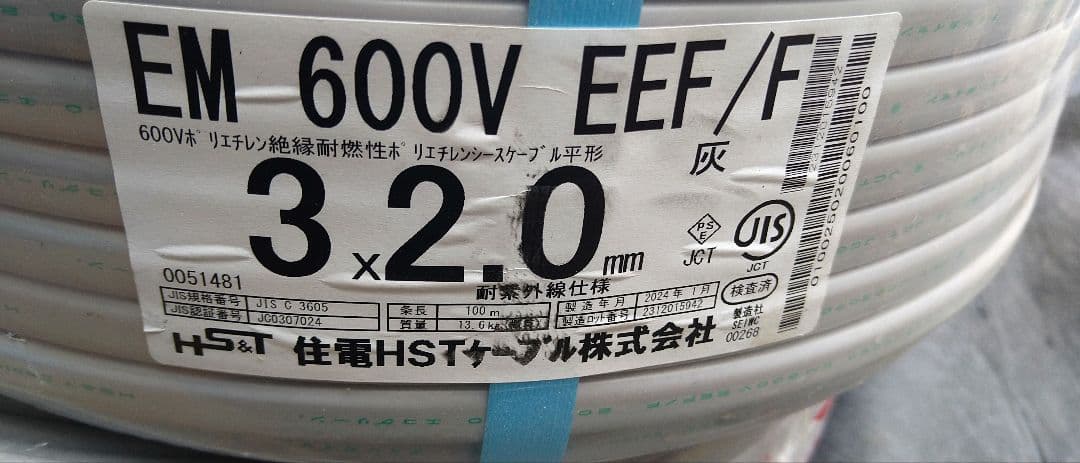 EM 600V EEF/F
600Vポリエチレン絶縁耐燃性ポリエチレンシースケーブル平形
灰
3x2.0mm
PS
E
JCT
JIS
JCT
耐紫外線仕様
検査済
0051481
JIS規格番号 JIS C 3605 条長 100m 製造年月 2024年1月
JIS認証番号 JC0307024 質量 13.6kg 製造ロット番号 2312015942
製造社
SEIWC
00268
HS&T 住電HSTケーブル株式会社
010025020060100